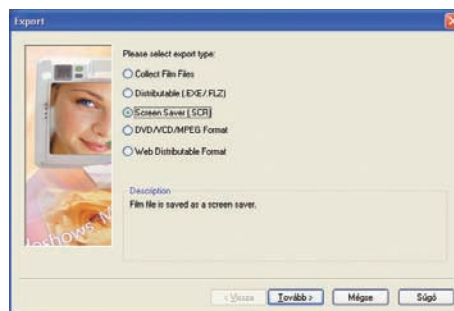 Export
Please select export type:
Collect Film Files
Distributable (.EXE/.FLZ)
Screen Saver (.SCR)
DVD/VCD/MPEG Format
Web Distributable Format
Description
Film file is saved as a screen saver.
< Vissza
Tovább >
Mégse
Súgó